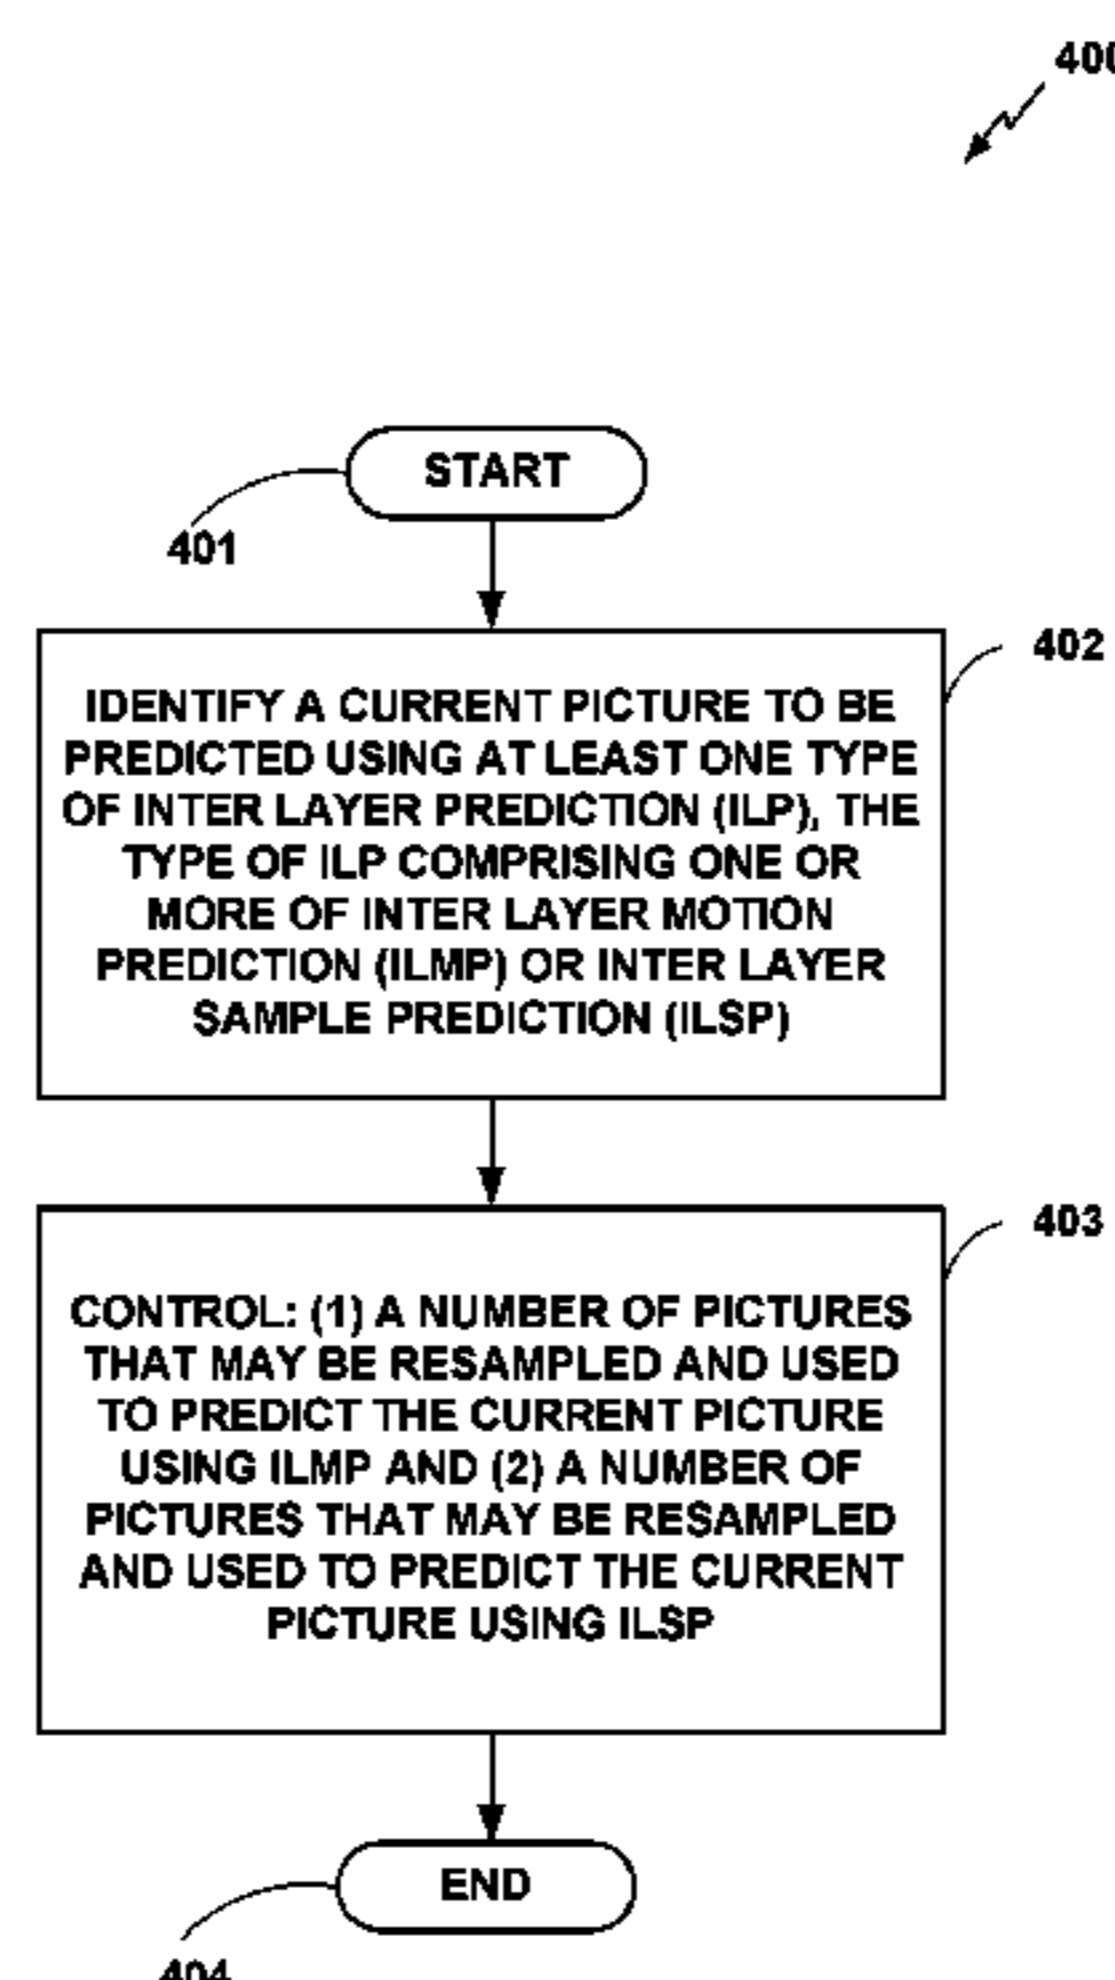 400
START
401
402
IDENTIFY A CURRENT PICTURE TO BE
PREDICTED USING AT LEAST ONE TYPE
OF INTER LAYER PREDICTION (ILP), THE
TYPE OF ILP COMPRISING ONE OR
MORE OF INTER LAYER MOTION
PREDICTION (ILMP) OR INTER LAYER
SAMPLE PREDICTION (ILSP)
403
CONTROL: (1) A NUMBER OF PICTURES
THAT MAY BE RESAMPLED AND USED
TO PREDICT THE CURRENT PICTURE
USING ILMP AND (2) A NUMBER OF
PICTURES THAT MAY BE RESAMPLED
AND USED TO PREDICT THE CURRENT
PICTURE USING ILSP
END
404